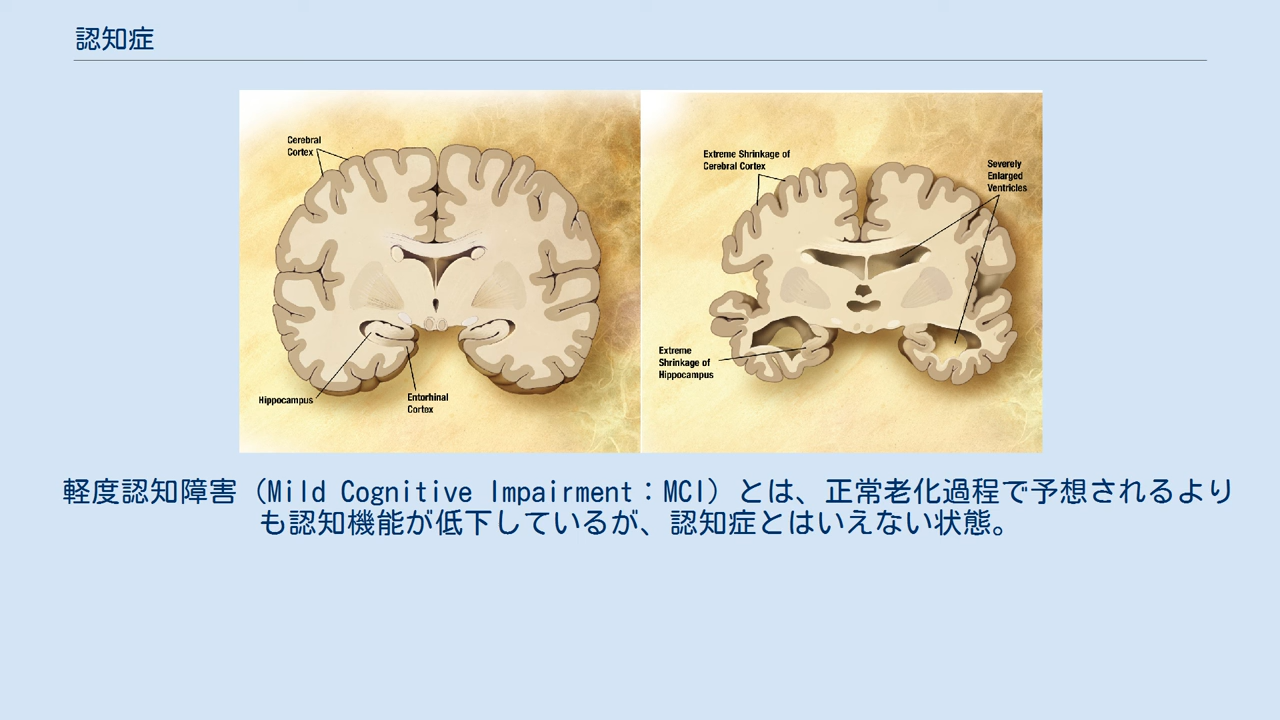 認知症
Cerebral
Cortex
Hippocampus
Entorhinal
Cortex
Extreme Shrinkage of
Cerebral Cortex
Severely
Enlarged
Ventricles
Extreme
Shrinkage of
Hippocampus
軽度認知障害（Mild Cognitive Impairment：MCI）とは、正常老化過程で予想されるより
も認知機能が低下しているが、認知症とはいえない状態。